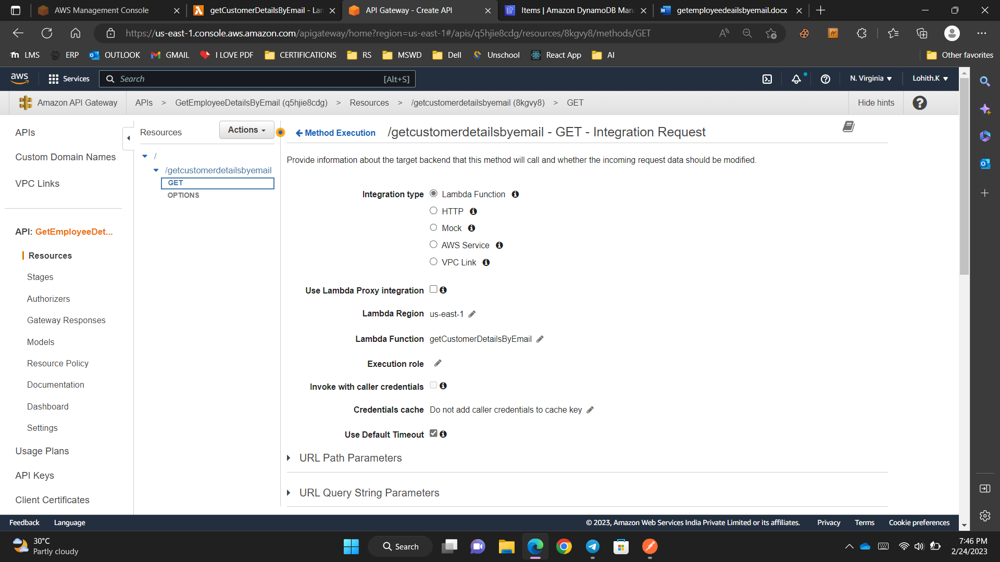 AWS Management Console
getCustomerDetailsByEmail - Lan
API Gateway - Create API
Items | Amazon DynamoDB Man
getemployeedeailsbyemail.docx
https://us-east-1.console.aws.amazon.com/apigateway/home?region=us-east-1#/apis/q5hjie8cdg/resources/8kgvy8/methods/GET
LMS
ERP
OUTLOOK
GMAIL
I LOVE PDF
CERTIFICATIONS
RS
MSWD
Dell
Unschool
React App
AI
Other favorites
aws
Services
Search
[Alt+S]
N. Virginia
Lohith.K
Amazon API Gateway
APIs > GetEmployeeDetailsByEmail (q5hjie8cdg) > Resources > /getcustomerdetailsbyemail (8kgvy8) > GET
Hide hints
APIs
Custom Domain Names
VPC Links
API: GetEmployeeDet...
Resources
Stages
Authorizers
Gateway Responses
Models
Resource Policy
Documentation
Dashboard
Settings
Usage Plans
API Keys
Client Certificates
Resources
Actions
/
/getcustomerdetailsbyemail
GET
OPTIONS
Method Execution
/getcustomerdetailsbyemail - GET - Integration Request
Provide information about the target backend that this method will call and whether the incoming request data should be modified.
Integration type
Lambda Function
HTTP
Mock
AWS Service
VPC Link
Use Lambda Proxy integration
Lambda Region us-east-1
Lambda Function getCustomerDetailsByEmail
Execution role
Invoke with caller credentials
Credentials cache Do not add caller credentials to cache key
Use Default Timeout
URL Path Parameters
URL Query String Parameters
Feedback
Language
© 2023, Amazon Web Services India Private Limited or its affiliates.
Privacy
Terms
Cookie preferences
30°C
Partly cloudy
Search
7:46 PM
2/24/2023